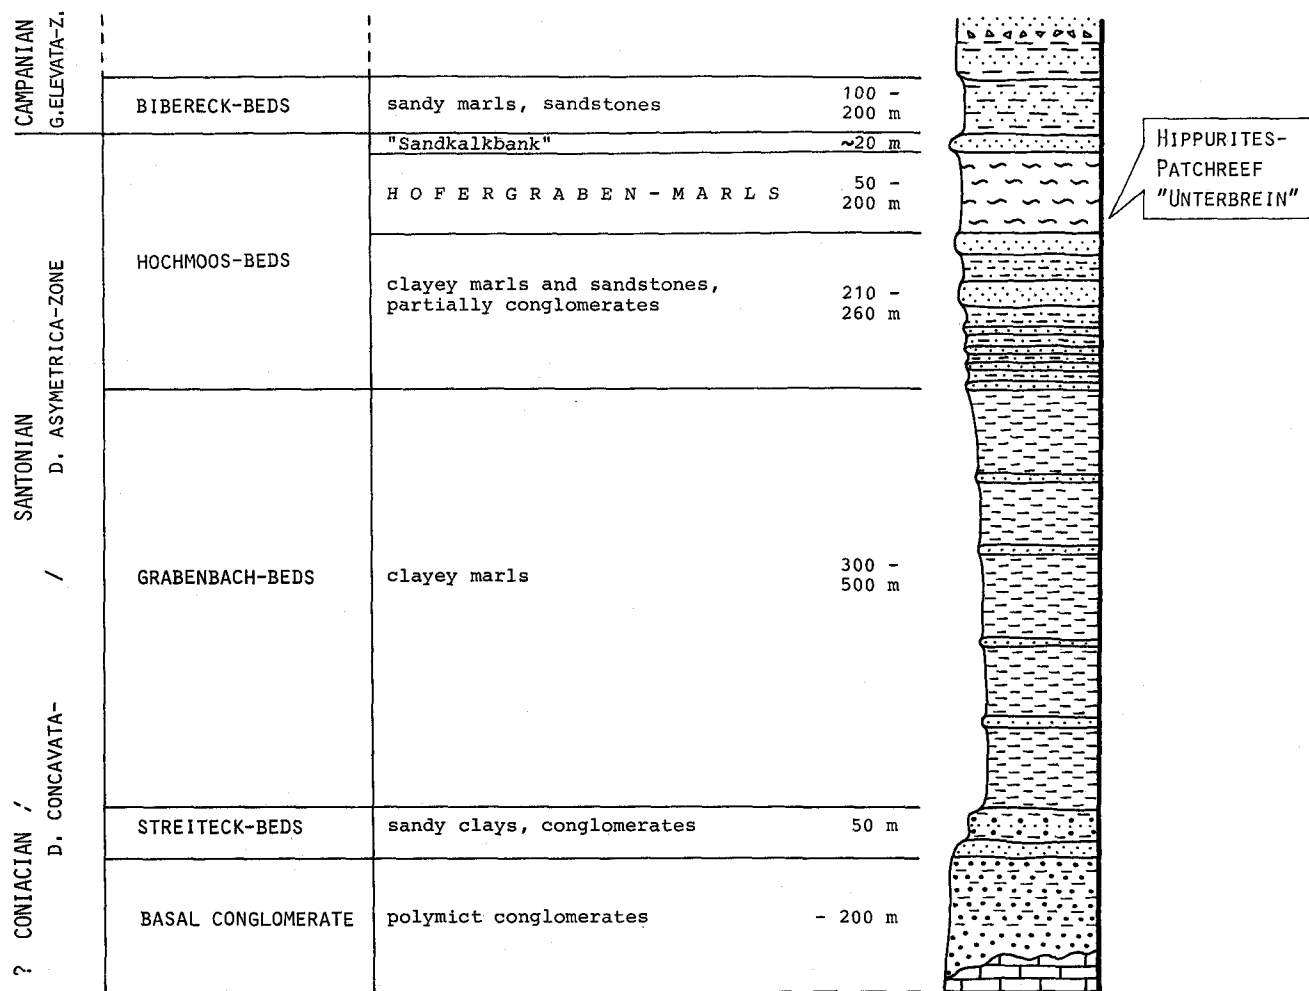 CAMPANIAN
G.ELEVATA-Z.
BIBERECK-BEDS
sandy marls, sandstones
100 -
200 m
"Sandkalkbank"
~20 m
HOFERGRABEN-MARLS
50 -
200 m
HIPPURITES-
PATCHREEF
"UNTERBREIN"
SANTONIAN
D. ASYMETRICA-ZONE
HOCHMOOS-BEDS
clayey marls and sandstones,
partially conglomerates
210 -
260 m
/
GRABENBACH-BEDS
clayey marls
300 -
500 m
? CONIACIAN /
D. CONCAVATA-
STREITECK-BEDS
sandy clays, conglomerates
50 m
BASAL CONGLOMERATE
polymict conglomerates
- 200 m